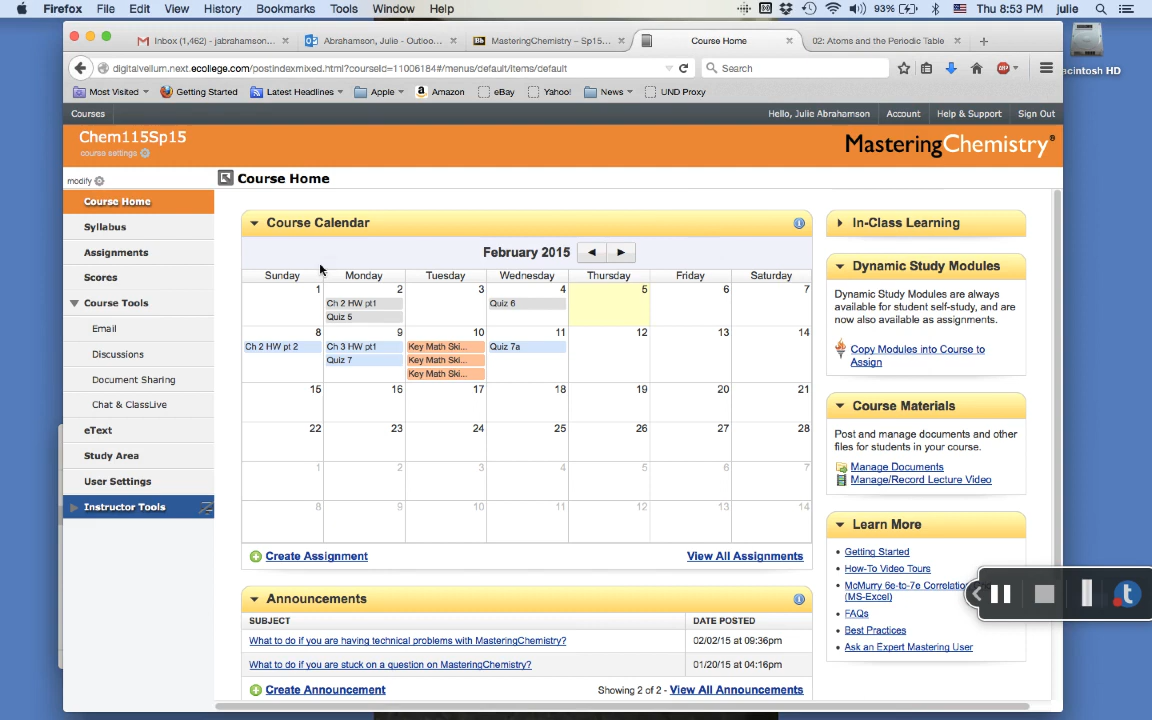 Firefox File Edit View History Bookmarks Tools Window Help 93% Thu 8:53 PM julie
Macintosh HD
Inbox (1,462) - jabrahamson... Abrahamson, Julie - Outloo... MasteringChemistry – Sp15... Course Home 02: Atoms and the Periodic Table
digitalvellum.next.ecollege.com/postindexmixed.html?courseId=11006184#/menus/default/items/default Search
Most Visited Getting Started Latest Headlines Apple Amazon eBay Yahoo! News UND Proxy
Courses Hello, Julie Abrahamson Account Help & Support Sign Out
Chem115Sp15
course settings
MasteringChemistry®
modify
Course Home
Syllabus
Assignments
Scores
Course Tools
Email
Discussions
Document Sharing
Chat & ClassLive
eText
Study Area
User Settings
Instructor Tools
Course Home
Course Calendar
February 2015
Sunday Monday Tuesday Wednesday Thursday Friday Saturday
1 2 3 4 5 6 7
Ch 2 HW pt1 Quiz 6
Quiz 5
8 9 10 11 12 13 14
Ch 2 HW pt 2 Ch 3 HW pt1 Key Math Ski... Quiz 7a
Quiz 7 Key Math Ski...
Key Math Ski...
15 16 17 18 19 20 21
22 23 24 25 26 27 28
1 2 3 4 5 6 7
8 9 10 11 12 13 14
Create Assignment View All Assignments
Announcements
SUBJECT DATE POSTED
What to do if you are having technical problems with MasteringChemistry? 02/02/15 at 09:36pm
What to do if you are stuck on a question on MasteringChemistry? 01/20/15 at 04:16pm
Create Announcement Showing 2 of 2 - View All Announcements
In-Class Learning
Dynamic Study Modules
Dynamic Study Modules are always
available for student self-study, and are
now also available as assignments.
Copy Modules into Course to
Assign
Course Materials
Post and manage documents and other
files for students in your course.
Manage Documents
Manage/Record Lecture Video
Learn More
Getting Started
How-To Video Tours
McMurry 6e-to-7e Correlation
(MS-Excel)
FAQs
Best Practices
Ask an Expert Mastering User
t